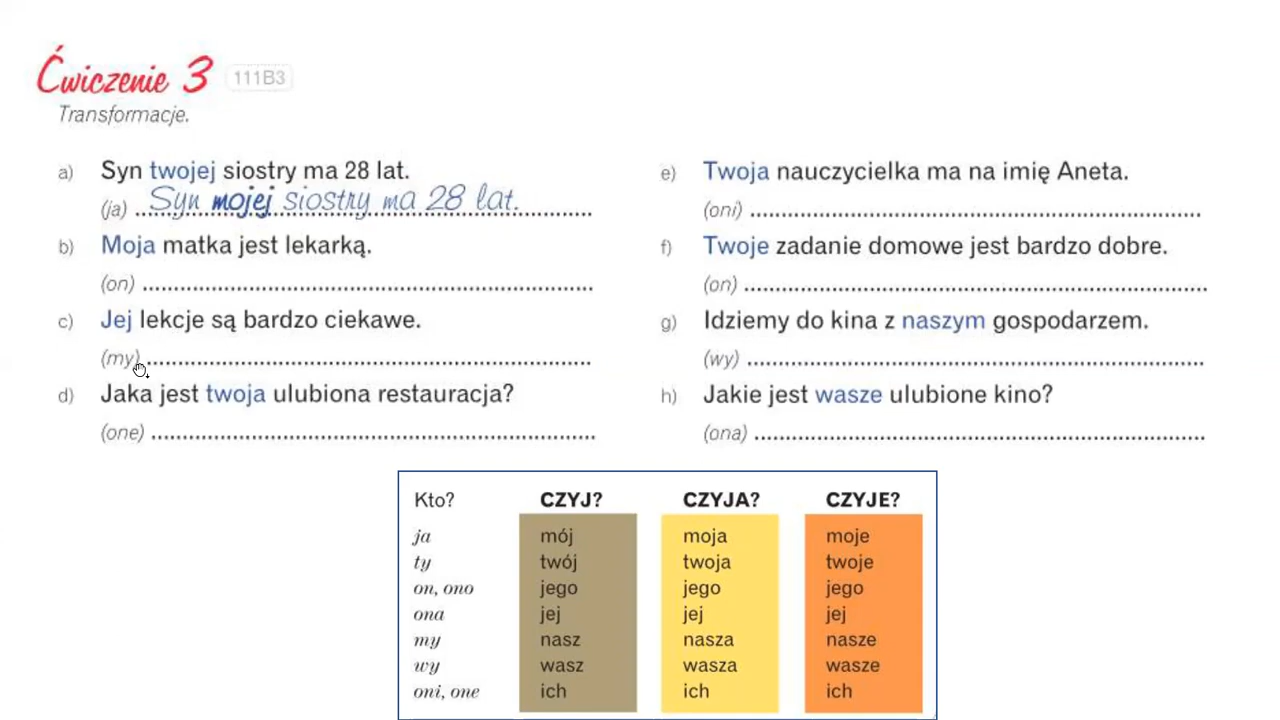 Ćwiczenie 3 111B3
Transformacje.
a) Syn twojej siostry ma 28 lat.
(ja) Syn mojej siostry ma 28 lat.
b) Moja matka jest lekarką.
(on) ........................................
c) Jej lekcje są bardzo ciekawe.
(my) ........................................
d) Jaka jest twoja ulubiona restauracja?
(one) ........................................
e) Twoja nauczycielka ma na imię Aneta.
(oni) ........................................
f) Twoje zadanie domowe jest bardzo dobre.
(on) ........................................
g) Idziemy do kina z naszym gospodarzem.
(wy) ........................................
h) Jakie jest wasze ulubione kino?
(ona) ........................................
Kto? CZYJ? CZYJA? CZYJE?
ja mój moja moje
ty twój twoja twoje
on, ono jego jego jego
ona jej jej jej
my nasz nasza nasze
wy wasz wasza wasze
oni, one ich ich ich